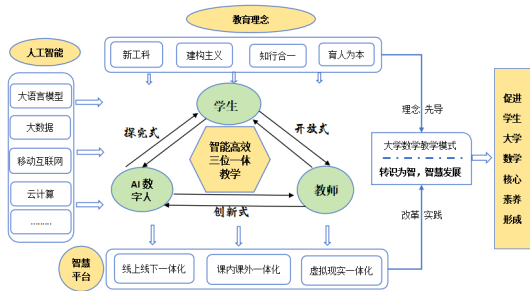 教育理念
新工科
建构主义
知行合一
育人为本
人工智能
大语言模型
大数据
移动互联网
云计算
………
学生
探究式
开放式
智能高效
三位一体
教学
AI 数
字人
教师
创新式
理念 先导
大学数学教学模式
转识为智，智慧发展
改革 实践
促进
学生
大学
数学
核心
素养
形成
智慧
平台
线上线下一体化
课内课外一体化
虚拟现实一体化